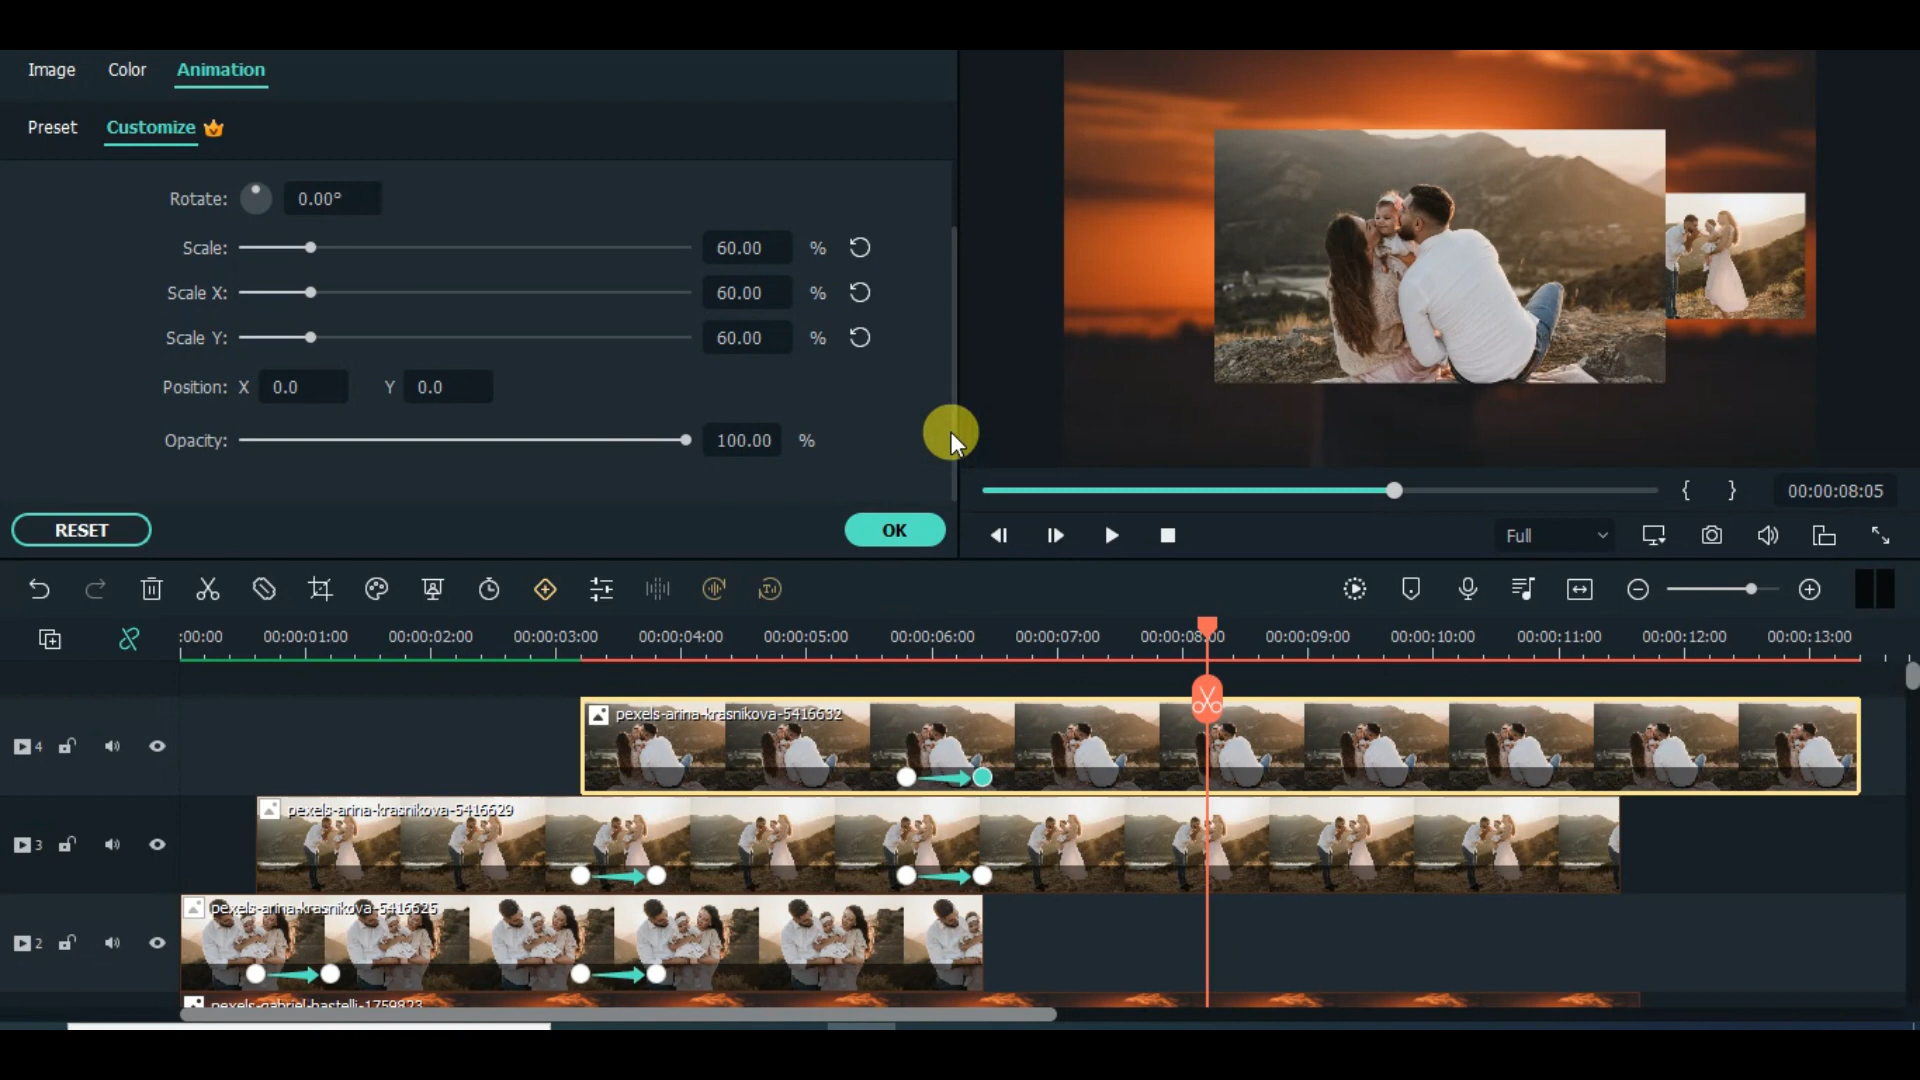 Image Color Animation
Preset Customize
Rotate: 0.00°
Scale: 60.00 %
Scale X: 60.00 %
Scale Y: 60.00 %
Position: X 0.0 Y 0.0
Opacity: 100.00 %
RESET OK
{ } 00:00:08:05
Full
:00:00 00:00:01:00 00:00:02:00 00:00:03:00 00:00:04:00 00:00:05:00 00:00:06:00 00:00:07:00 00:00:08:00 00:00:09:00 00:00:10:00 00:00:11:00 00:00:12:00 00:00:13:00
4 pexels-arina-krasnikova-5416632
3 pexels-arina-krasnikova-5416629
2 pexels-arina-krasnikova-5416625
pexels-gabriel-bastelli-1759823